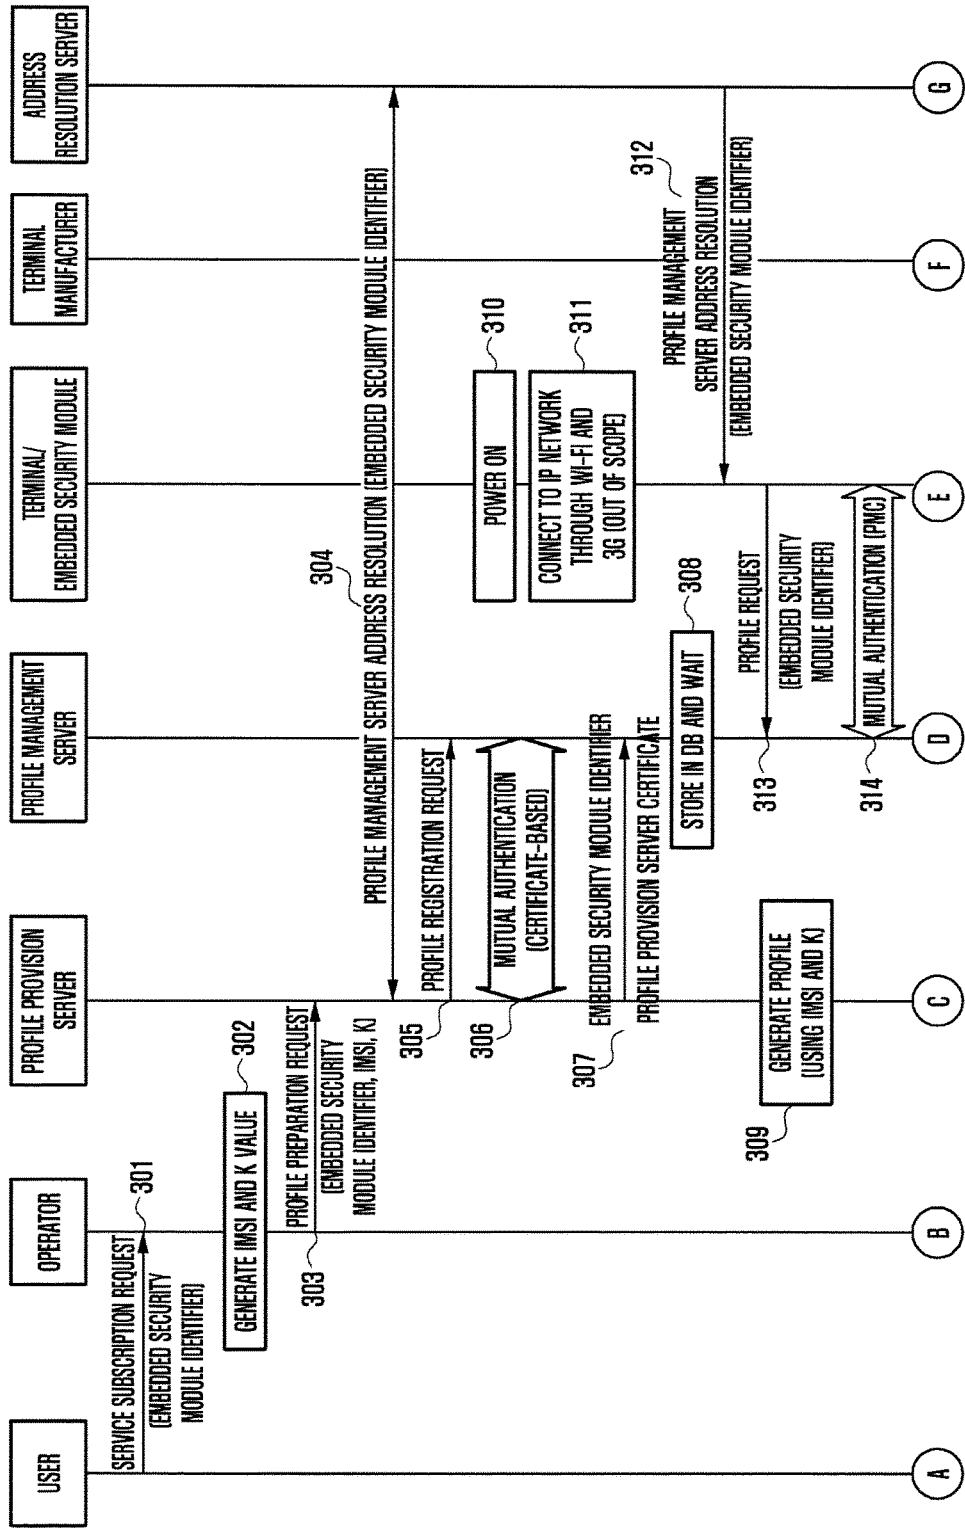 USER
OPERATOR
PROFILE PROVISION
SERVER
PROFILE MANAGEMENT
SERVER
TERMINAL/
EMBEDDED SECURITY MODULE
TERMINAL
MANUFACTURER
ADDRESS
RESOLUTION SERVER
SERVICE SUBSCRIPTION REQUEST
(EMBEDDED SECURITY
MODULE IDENTIFIER)
301
GENERATE IMSI AND K VALUE
302
303
PROFILE PREPARATION REQUEST
(EMBEDDED SECURITY
MODULE IDENTIFIER, IMSI, K)
304
PROFILE MANAGEMENT SERVER ADDRESS RESOLUTION (EMBEDDED SECURITY MODULE IDENTIFIER)
305
PROFILE REGISTRATION REQUEST
306
MUTUAL AUTHENTICATION
(CERTIFICATE-BASED)
307
EMBEDDED SECURITY MODULE IDENTIFIER
PROFILE PROVISION SERVER CERTIFICATE
STORE IN DB AND WAIT
308
309
GENERATE PROFILE
(USING IMSI AND K)
POWER ON
310
CONNECT TO IP NETWORK
THROUGH WI-FI AND
3G (OUT OF SCOPE)
311
312
PROFILE MANAGEMENT
SERVER ADDRESS RESOLUTION
(EMBEDDED SECURITY MODULE IDENTIFIER)
313
PROFILE REQUEST
(EMBEDDED SECURITY
MODULE IDENTIFIER)
314
MUTUAL AUTHENTICATION (PMC)
A
B
C
D
E
F
G